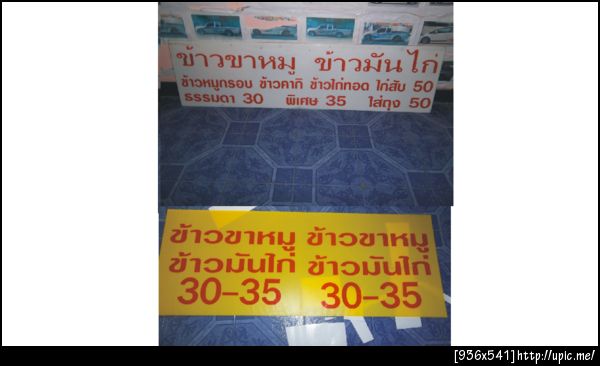 ข้าวขาหมู ข้าวมันไก่
ข้าวหมูกรอบ ข้าวคากิ ข้าวไก่ทอด ไก่สับ 50
ธรรมดา 30 พิเศษ 35 ใส่ถุง 50
ข้าวขาหมู ข้าวขาหมู
ข้าวมันไก่ ข้าวมันไก่
30-35 30-35
[956x541]http://upic.me/